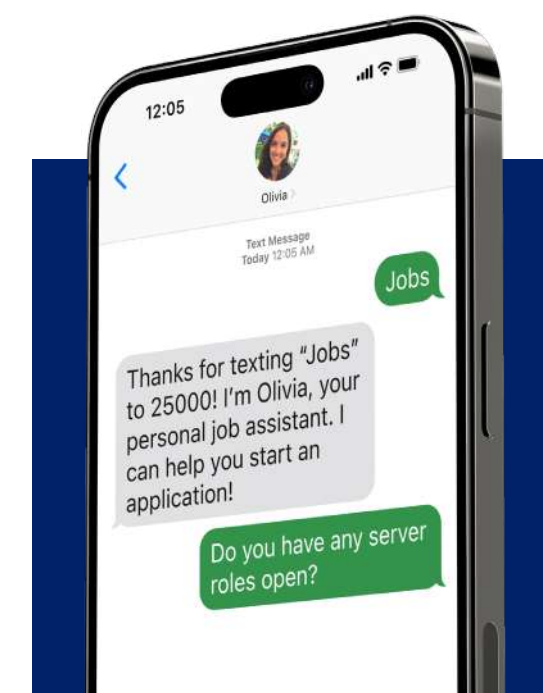 12:05
Olivia
Text Message
Today 12:05 AM
Jobs
Thanks for texting “Jobs”
to 25000! I’m Olivia, your
personal job assistant. I
can help you start an
application!
Do you have any server
roles open?